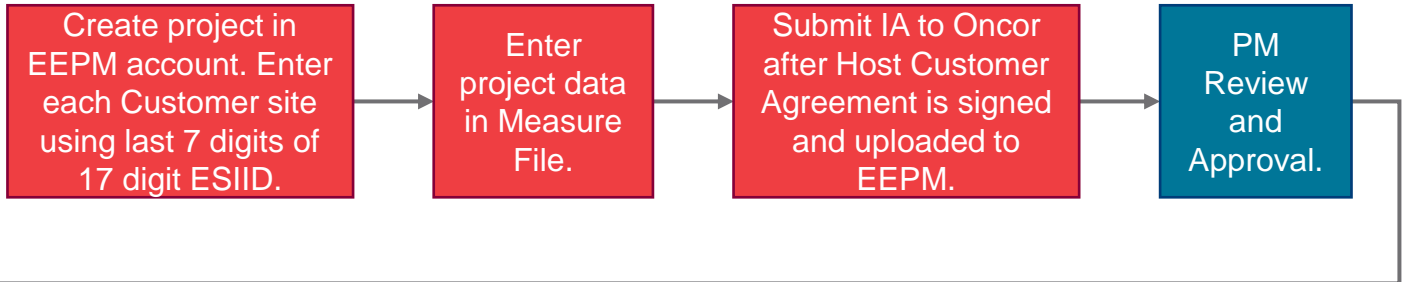 Create project in
EEPM account. Enter
each Customer site
using last 7 digits of
17 digit ESIID.
Enter
project data
in Measure
File.
Submit IA to Oncor
after Host Customer
Agreement is signed
and uploaded to
EEPM.
PM
Review
and
Approval.